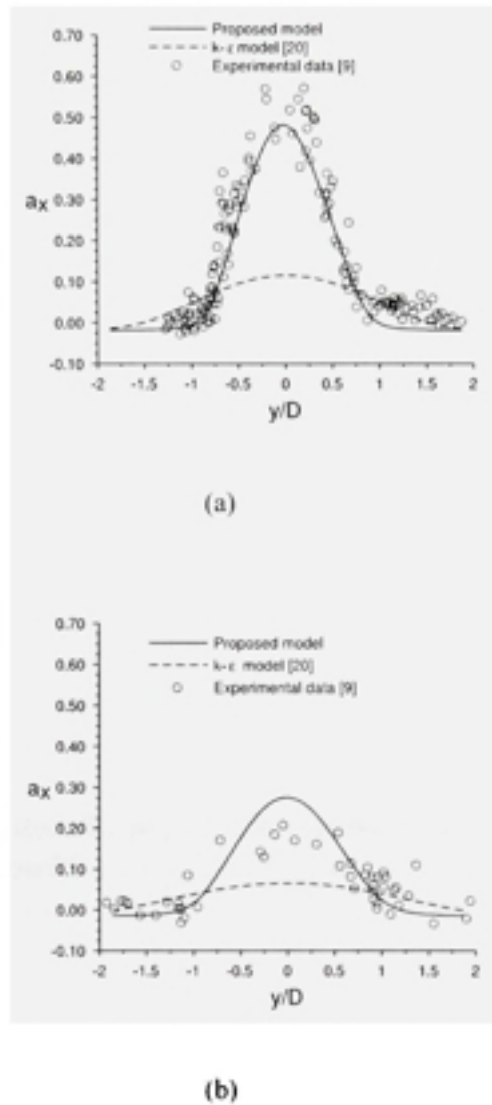 0.70
Proposed model
k-ε model [20]
Experimental data [9]
0.60
0.50
0.40
0.30
ax
0.20
0.10
0.00
-0.10
-2 -1.5 -1 -0.5 0 0.5 1 1.5 2
y/D
(a)
0.70
Proposed model
k-ε model [20]
Experimental data [9]
0.60
0.50
0.40
0.30
ax
0.20
0.10
0.00
-0.10
-2 -1.5 -1 -0.5 0 0.5 1 1.5 2
y/D
(b)